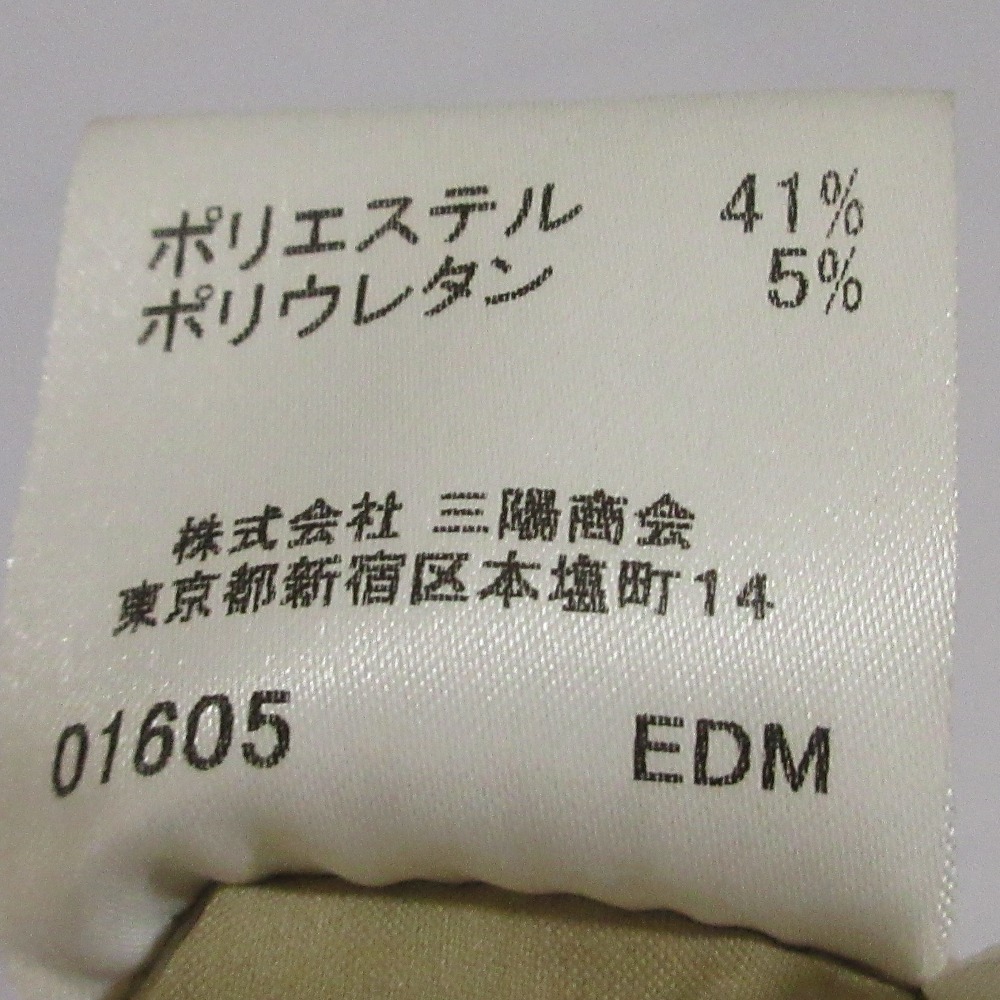 ポリエステル 41%
ポリウレタン 5%
株式会社 三陽商会
東京都新宿区本塩町14
01605 EDM